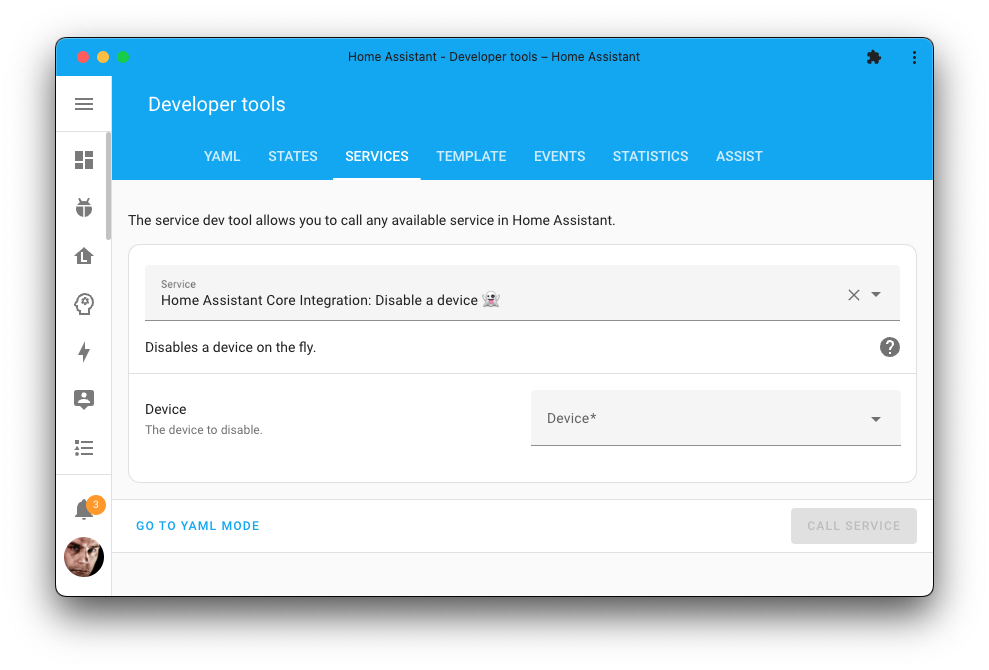 Home Assistant - Developer tools – Home Assistant
Developer tools
YAML STATES SERVICES TEMPLATE EVENTS STATISTICS ASSIST
The service dev tool allows you to call any available service in Home Assistant.
Service
Home Assistant Core Integration: Disable a device 👻
Disables a device on the fly.
Device
The device to disable.
Device*
3
GO TO YAML MODE
CALL SERVICE